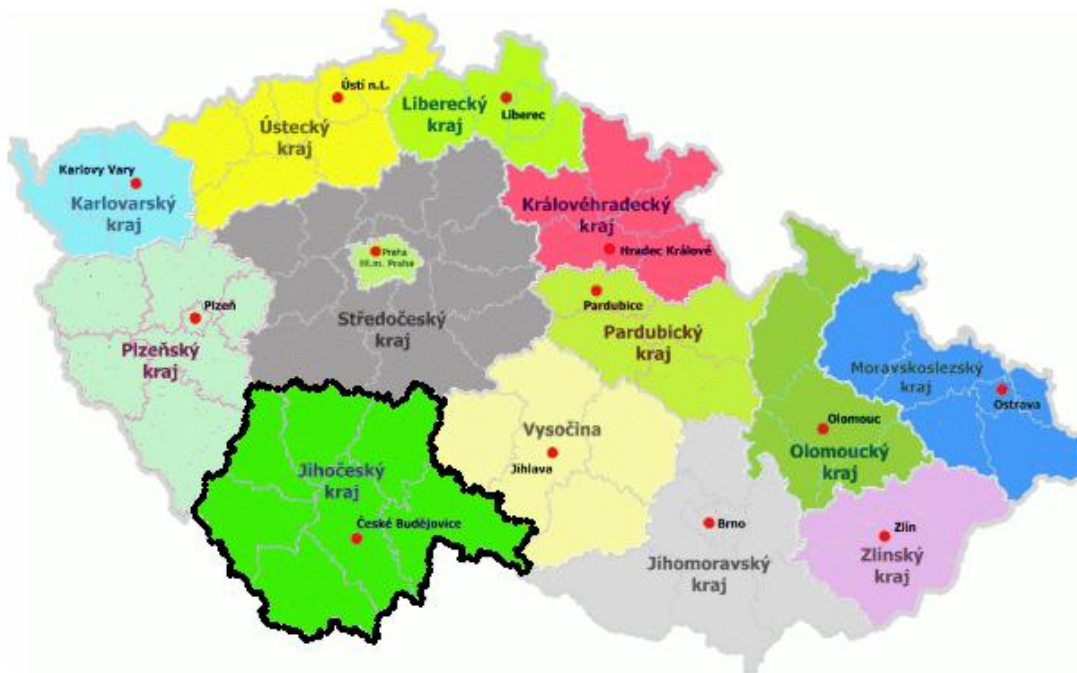 Ústí n.L.
Ústecký
kraj
Liberecký
kraj
Liberec
Karlovy Vary
Karlovarský
kraj
Královéhradecký
kraj
Hradec Králové
Praha
hl.m. Praha
Plzeň
Plzeňský
kraj
Středočeský
kraj
Pardubice
Pardubický
kraj
Moravskoslezský
kraj
Ostrava
Olomouc
Olomoucký
kraj
Vysočina
Jihlava
Jihočeský
kraj
České Budějovice
Brno
Jihomoravský
kraj
Zlín
Zlínský
kraj